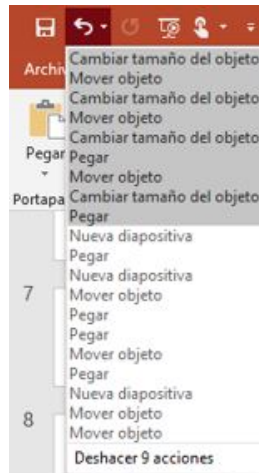 Archi
Pegar
Portapa
Cambiar tamaño del objeto
Mover objeto
Cambiar tamaño del objeto
Mover objeto
Cambiar tamaño del objeto
Pegar
Mover objeto
Cambiar tamaño del objeto
Pegar
Nueva diapositiva
Pegar
Nueva diapositiva
Mover objeto
Pegar
Pegar
Mover objeto
Pegar
Nueva diapositiva
Mover objeto
Mover objeto
Deshacer 9 acciones
7
8